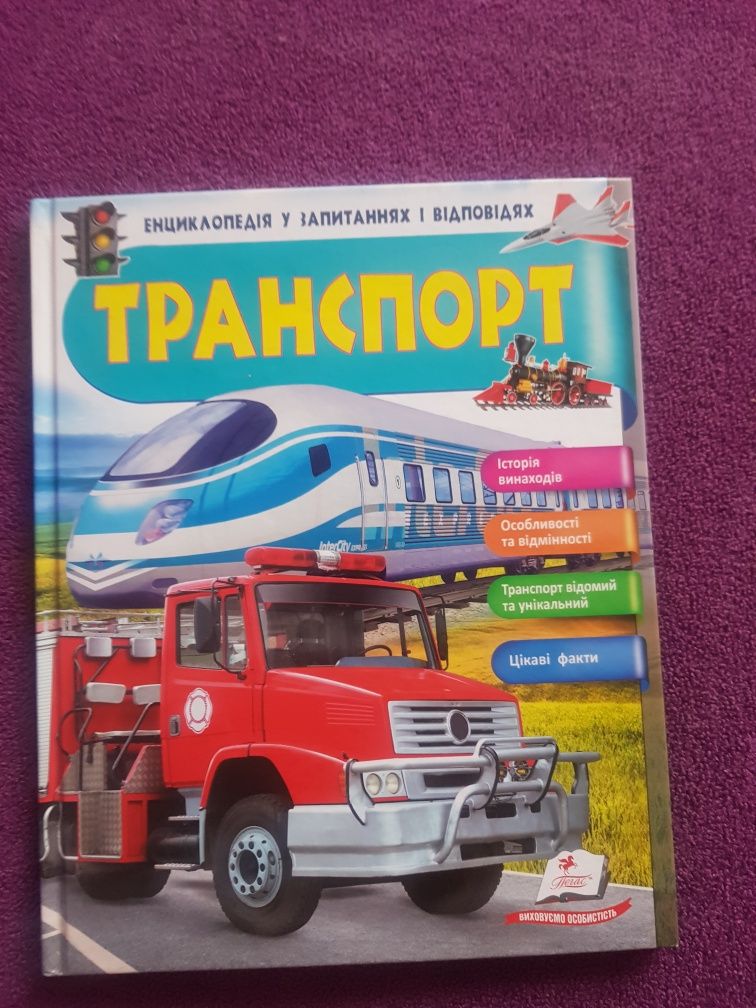 ЕНЦИКЛОПЕДІЯ У ЗАПИТАННЯХ І ВІДПОВІДЯХ
ТРАНСПОРТ
Історія
винаходів
Особливості
та відмінності
Транспорт відомий
та унікальний
Цікаві факти
InterCity
Пегас
ВИХОВУЄМО ОСОБИСТІСТЬ